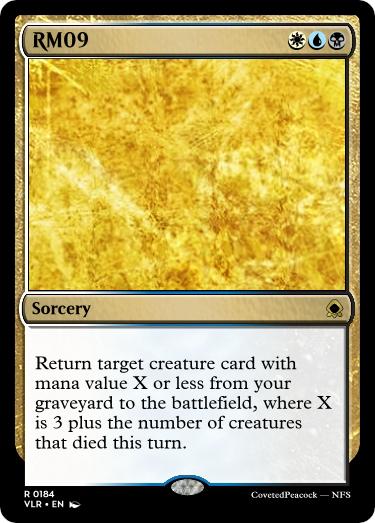 RM09
Sorcery
Return target creature card with
mana value X or less from your
graveyard to the battlefield, where X
is 3 plus the number of creatures
that died this turn.
R 0184
VLR • EN
CovetedPeacock — NFS